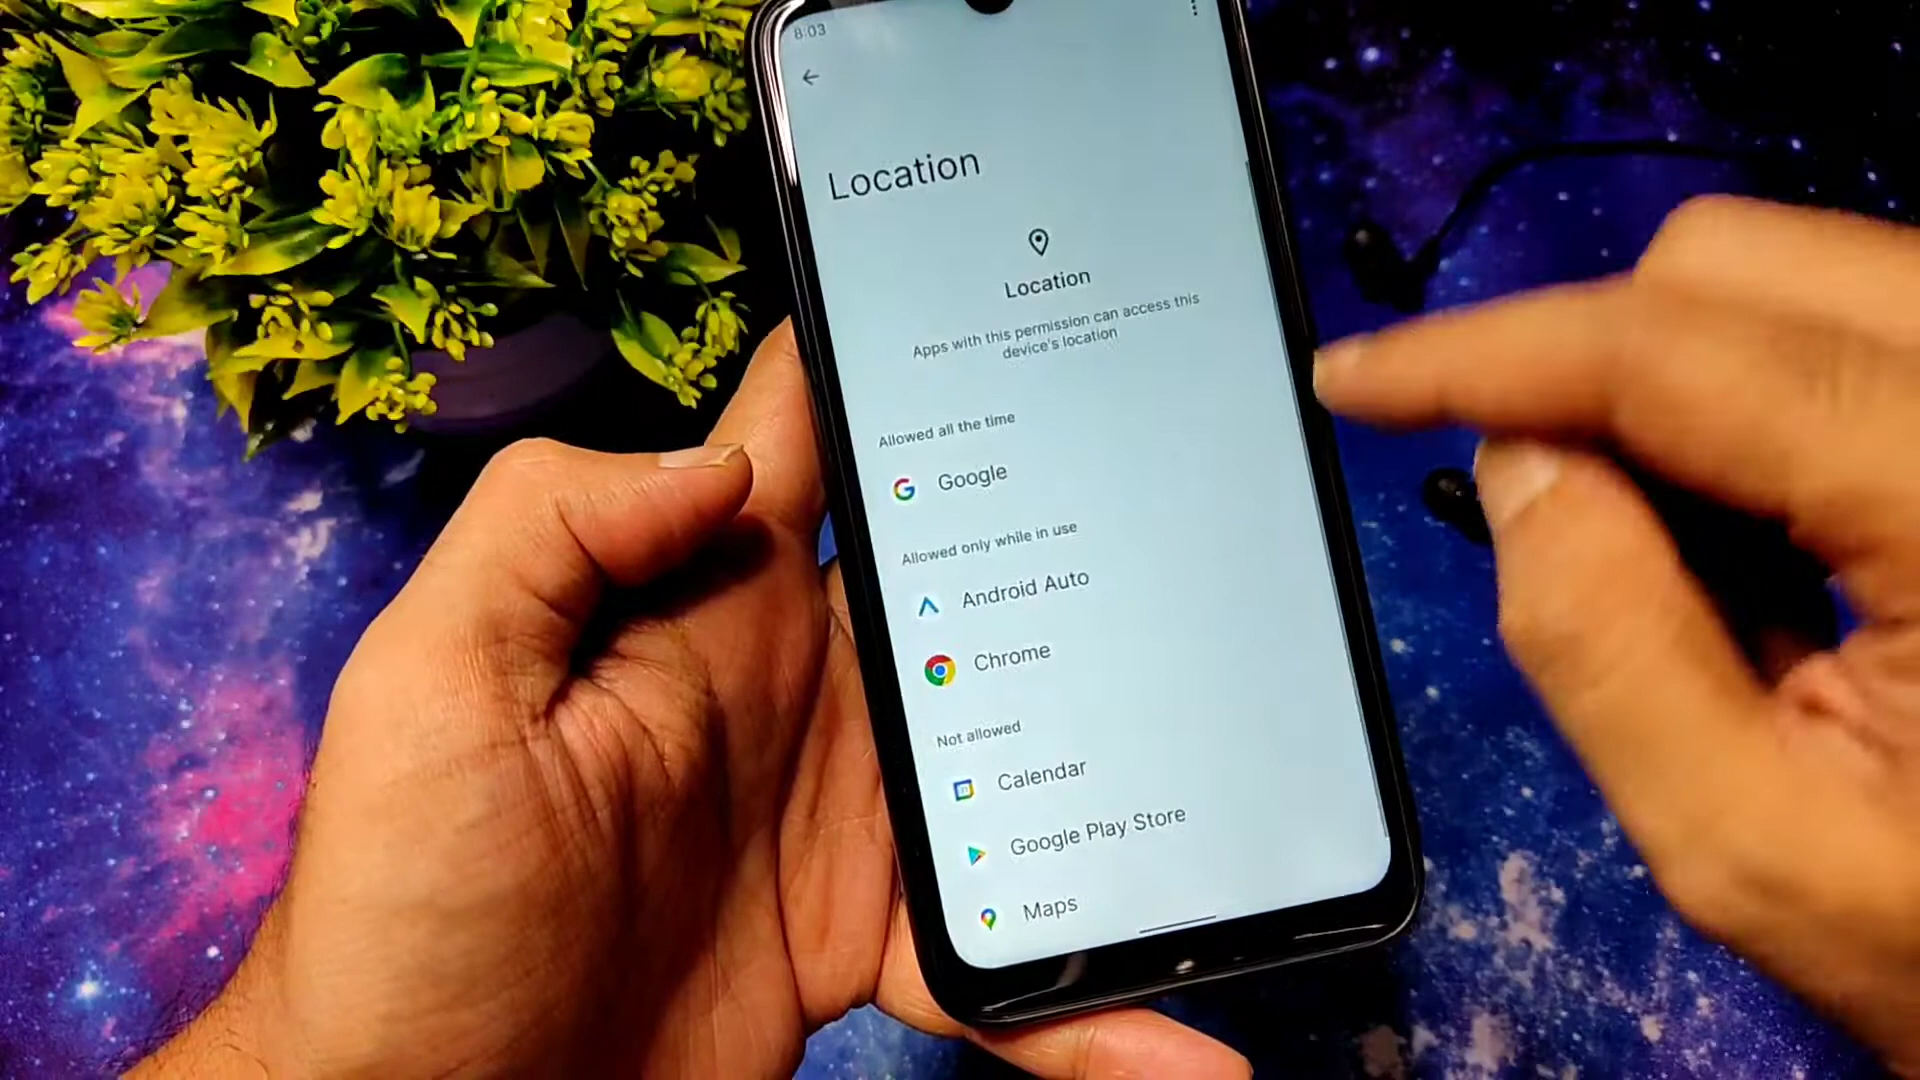 8:03
Location
Location
Apps with this permission can access this
device's location
Allowed all the time
Google
Allowed only while in use
Android Auto
Chrome
Not allowed
Calendar
Google Play Store
Maps